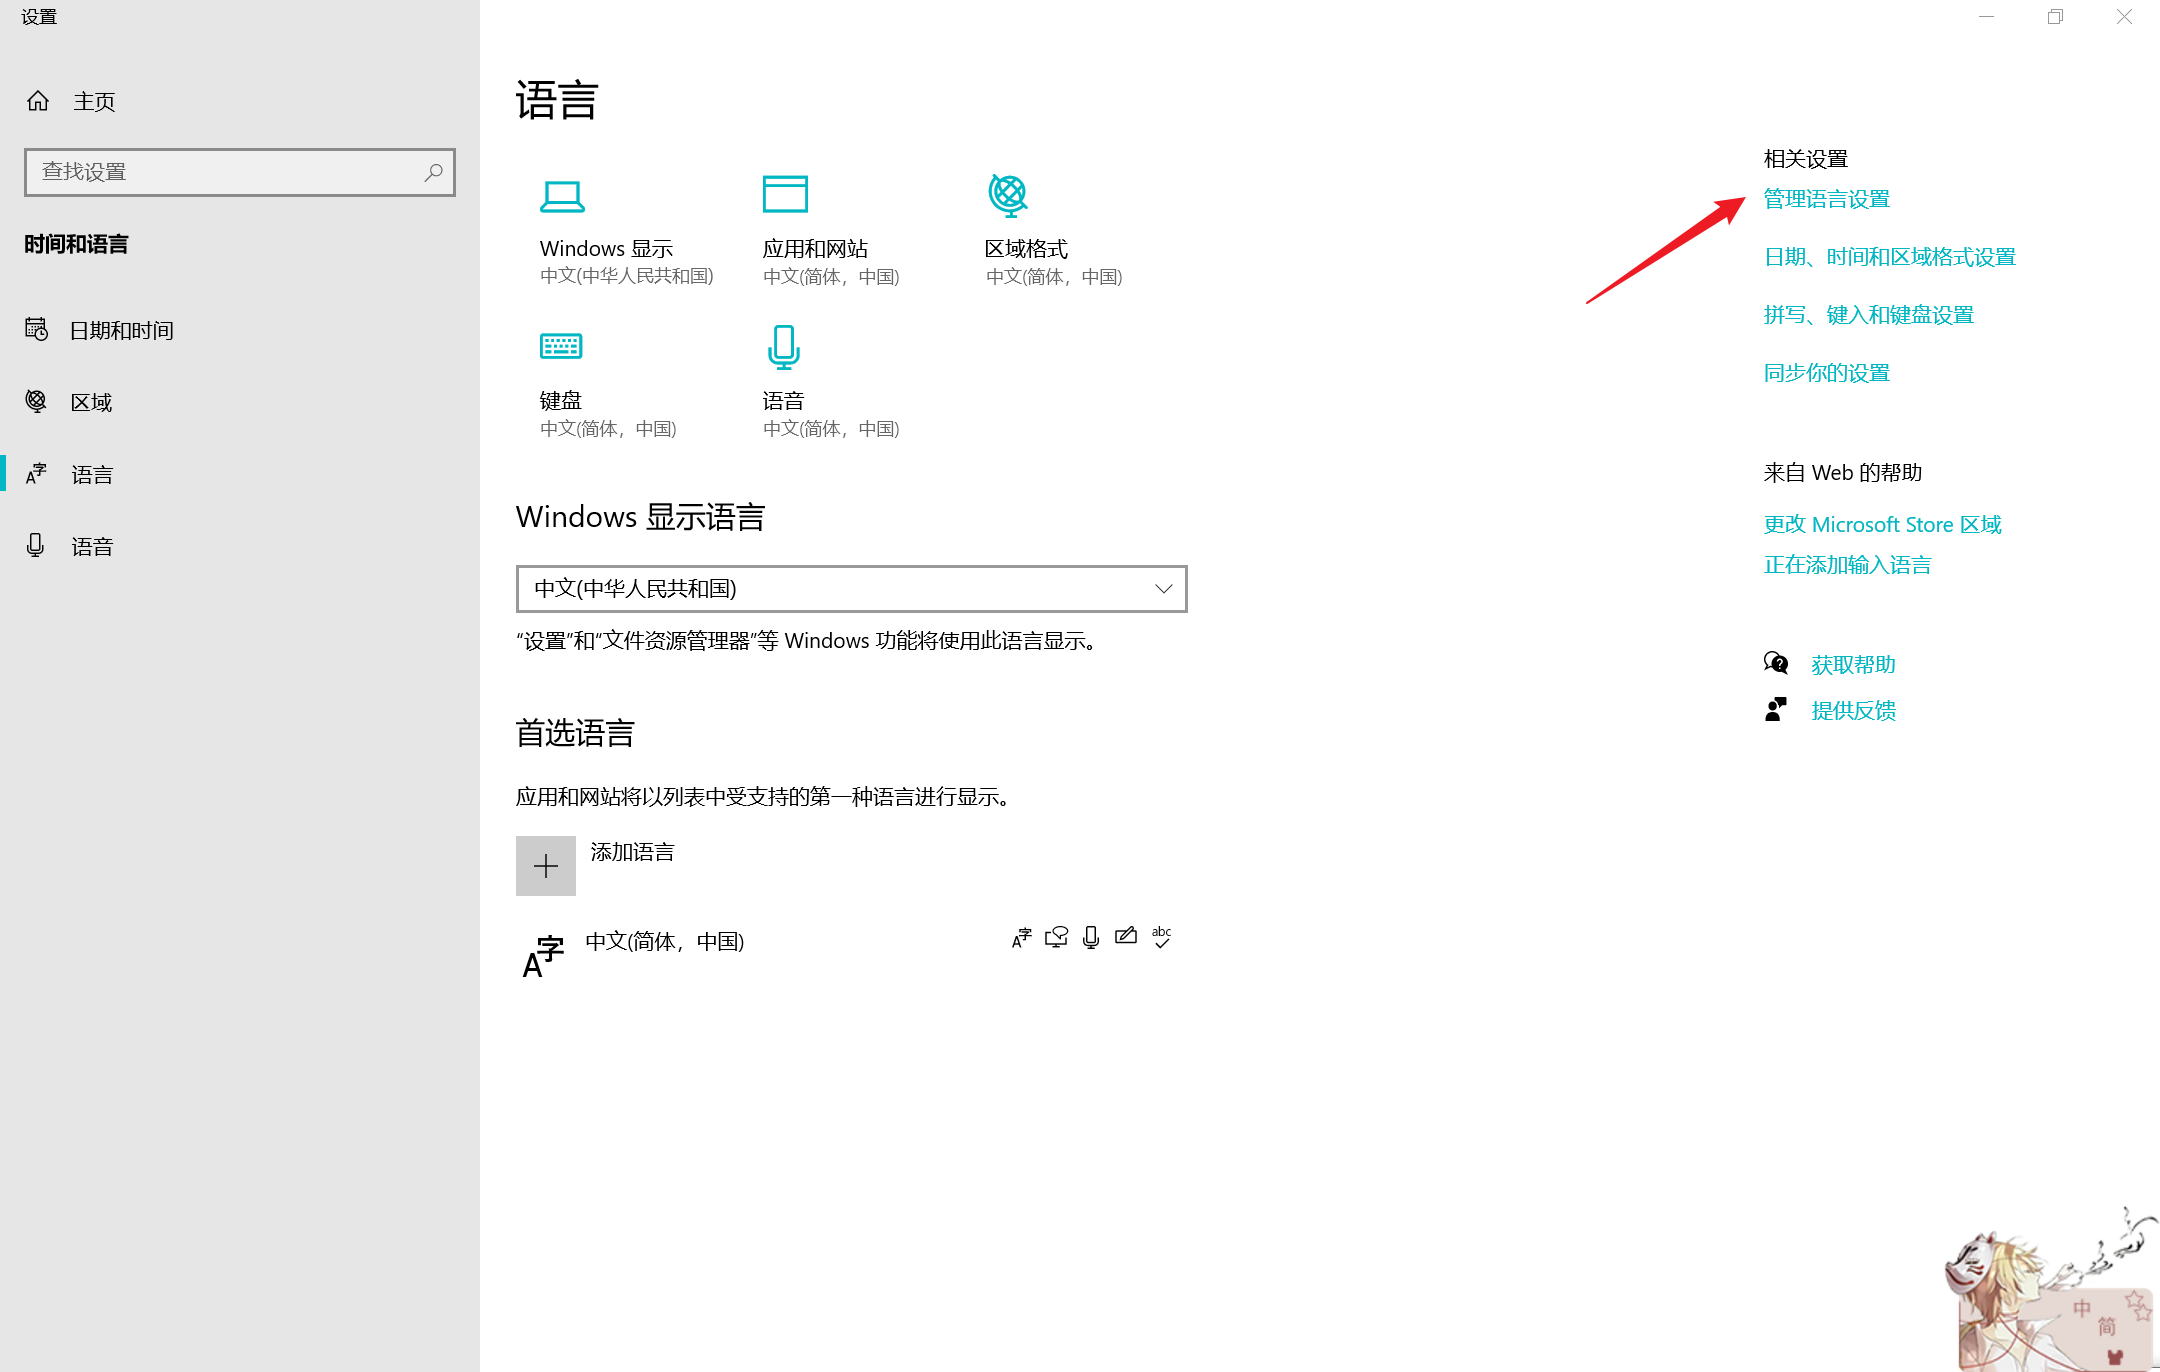 设置
主页
查找设置
时间和语言
日期和时间
区域
语言
语音
语言
Windows 显示
中文(中华人民共和国)
应用和网站
中文(简体，中国)
区域格式
中文(简体，中国)
键盘
中文(简体，中国)
语音
中文(简体，中国)
Windows 显示语言
中文(中华人民共和国)
“设置”和“文件资源管理器”等 Windows 功能将使用此语言显示。
首选语言
应用和网站将以列表中受支持的第一种语言进行显示。
添加语言
A字
中文(简体，中国)
abc
相关设置
管理语言设置
日期、时间和区域格式设置
拼写、键入和键盘设置
同步你的设置
来自 Web 的帮助
更改 Microsoft Store 区域
正在添加输入语言
获取帮助
提供反馈
中
简